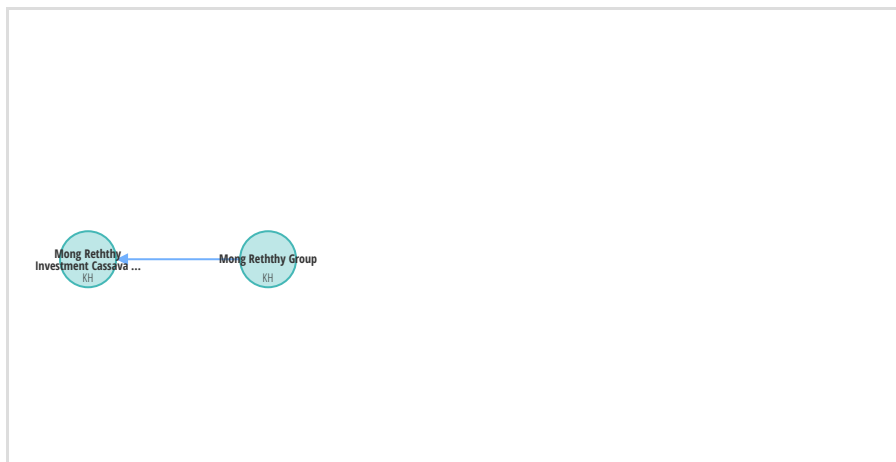 Mong Reththy
Investment Cassava ...
KH
Mong Reththy Group
KH